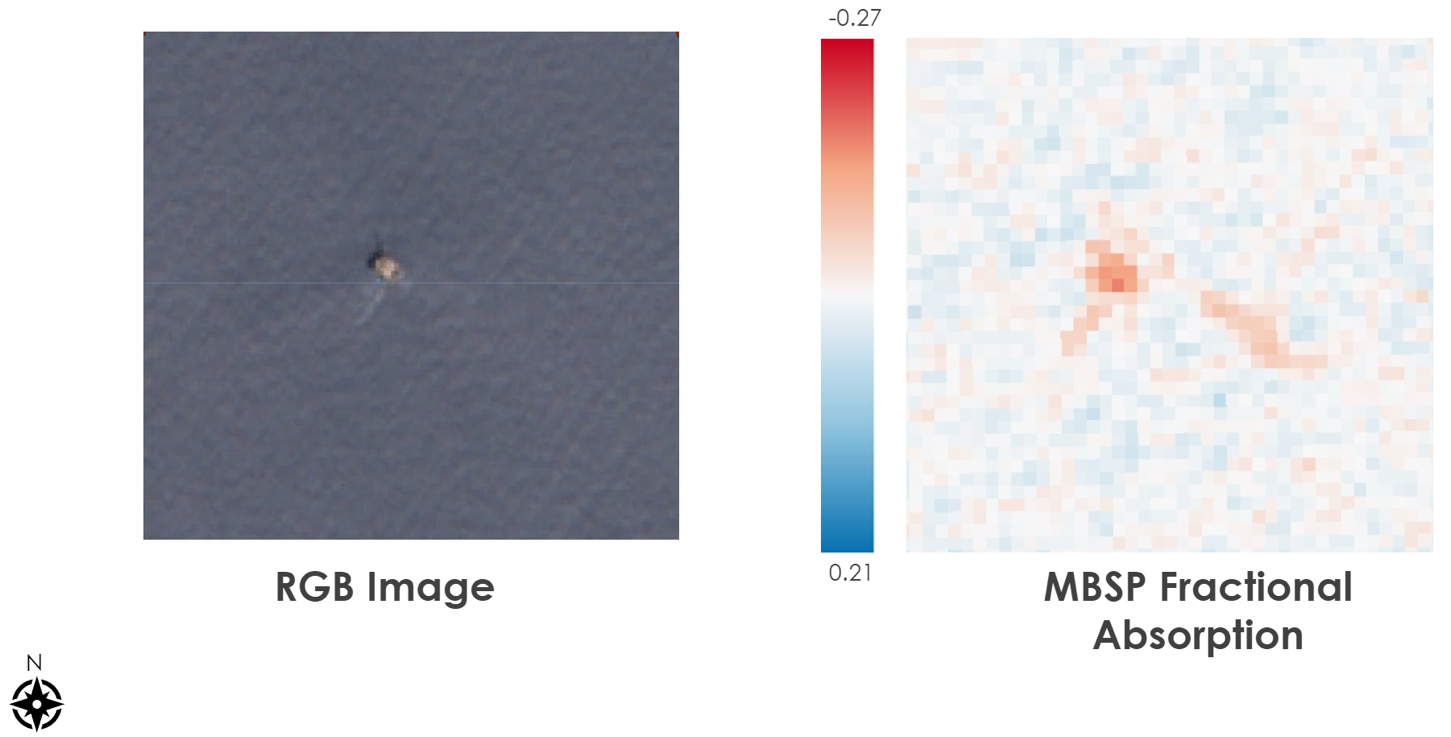 -0.27
0.21
RGB Image
MBSP Fractional
Absorption
N